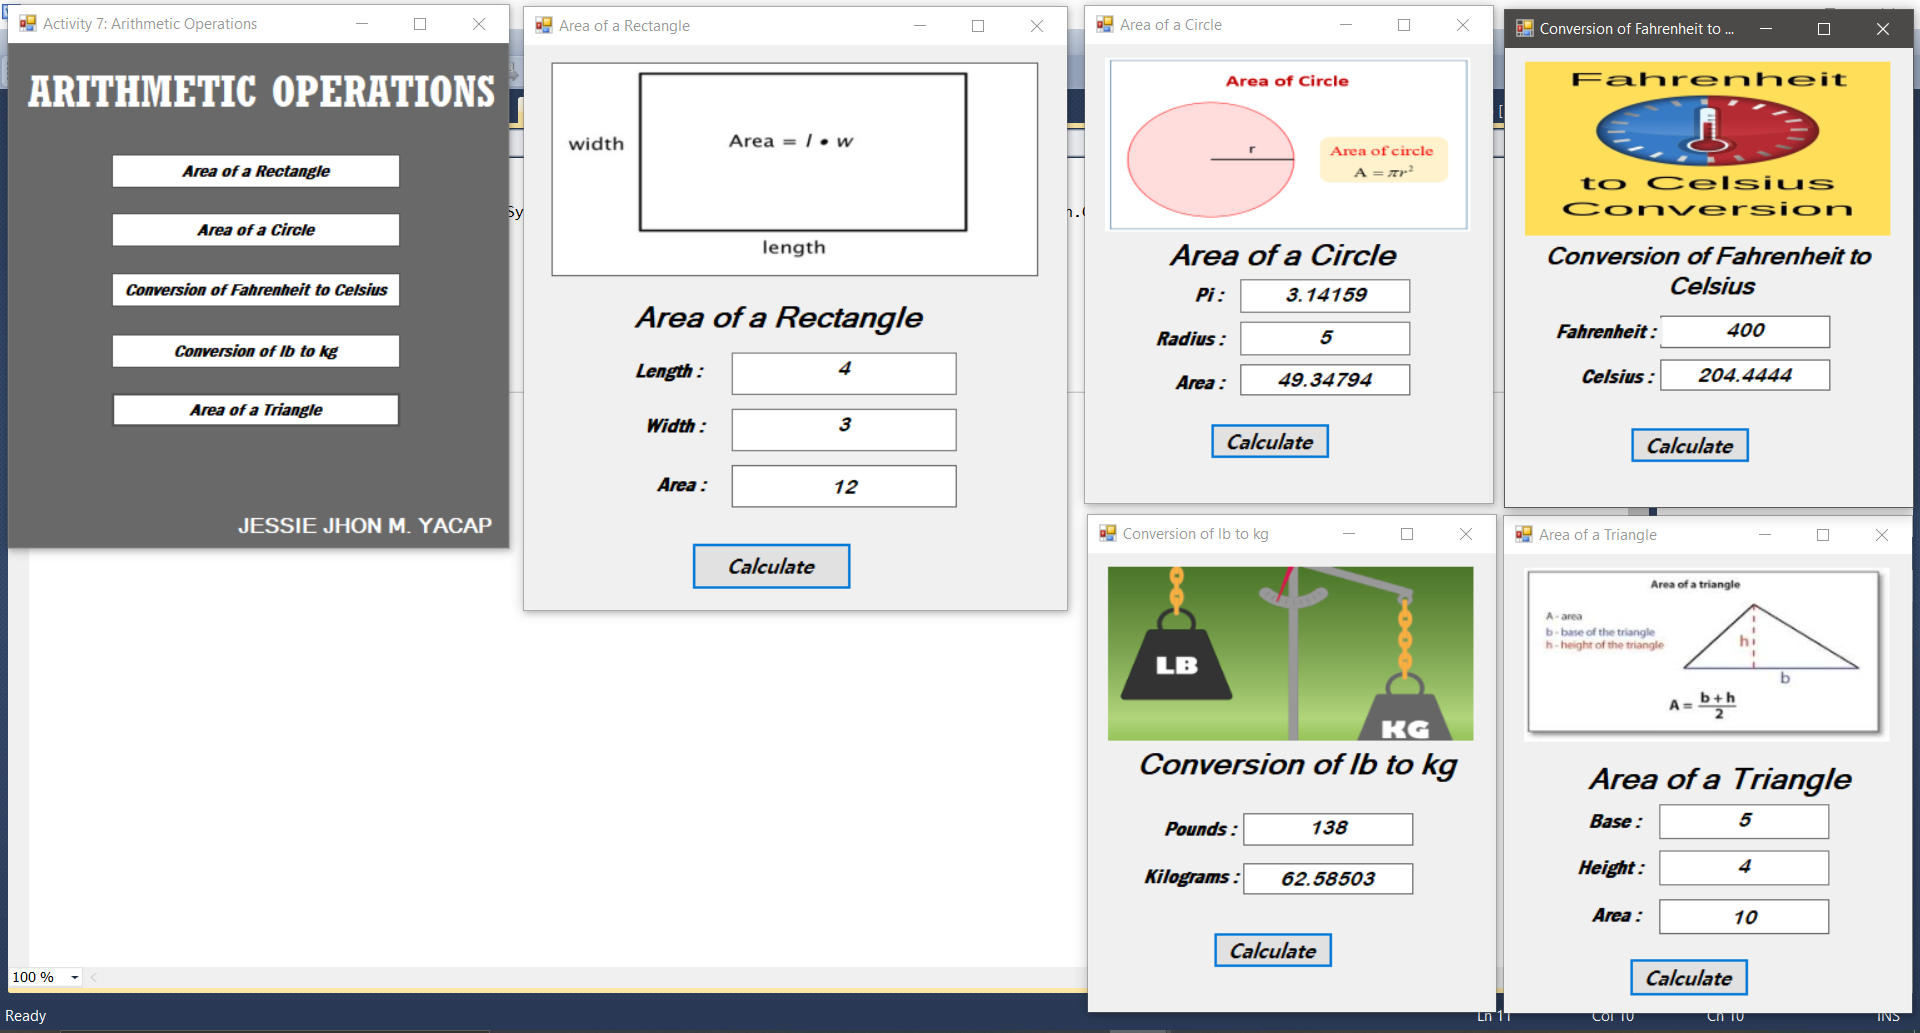 Activity 7: Arithmetic Operations
ARITHMETIC OPERATIONS
Area of a Rectangle
Area of a Circle
Conversion of Fahrenheit to Celsius
Conversion of lb to kg
Area of a Triangle
JESSIE JHON M. YACAP
Area of a Rectangle
width
Area = l • w
length
Area of a Rectangle
Length : 4
Width : 3
Area : 12
Calculate
Area of a Circle
Area of Circle
r
Area of circle
A = πr²
Area of a Circle
Pi : 3.14159
Radius : 5
Area : 49.34794
Calculate
Conversion of Fahrenheit to ...
Fahrenheit
to Celsius
Conversion
Conversion of Fahrenheit to
Celsius
Fahrenheit : 400
Celsius : 204.4444
Calculate
Conversion of lb to kg
LB
KG
Conversion of lb to kg
Pounds : 138
Kilograms : 62.58503
Calculate
Area of a Triangle
Area of a triangle
A - area
b - base of the triangle
h - height of the triangle
h
b
A = b + h
2
Area of a Triangle
Base : 5
Height : 4
Area : 10
Calculate
Sy
n.
100 %
Ready
Ln 11 Col 10 Ch 10 INS